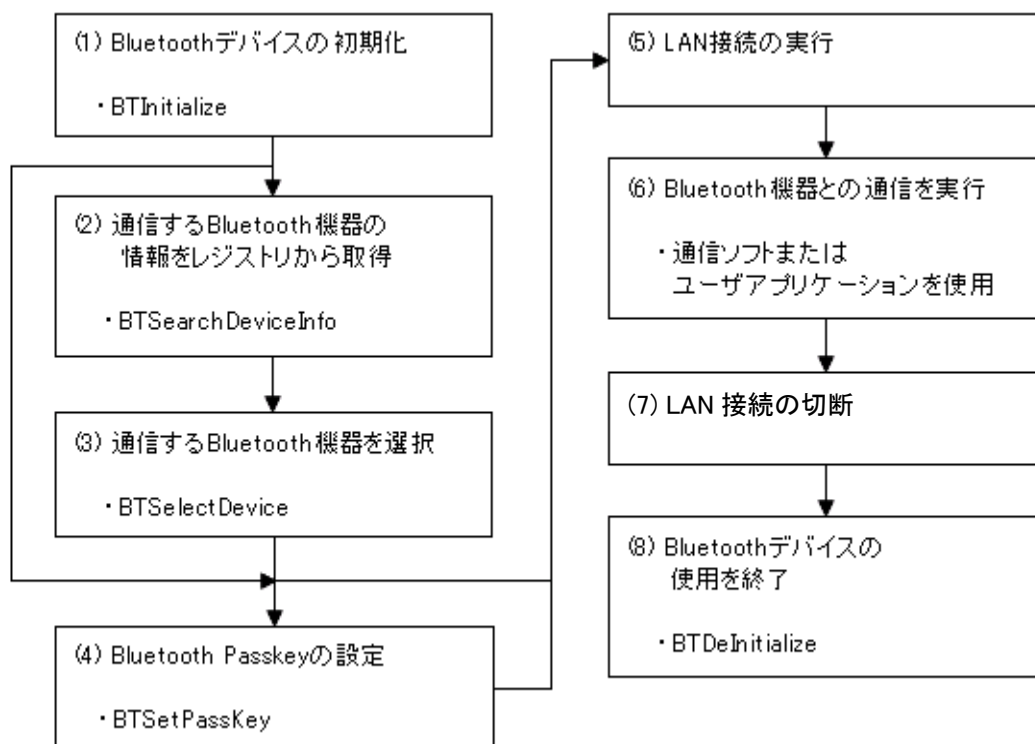 (1) Bluetoothデバイスの初期化
・BTInitialize
(2) 通信するBluetooth機器の
情報をレジストリから取得
・BTSearchDeviceInfo
(3) 通信するBluetooth機器を選択
・BTSelectDevice
(4) Bluetooth Passkeyの設定
・BTSetPassKey
(5) LAN接続の実行
(6) Bluetooth機器との通信を実行
・通信ソフトまたは
ユーザアプリケーションを使用
(7) LAN 接続の切断
(8) Bluetoothデバイスの
使用を終了
・BTDeInitialize